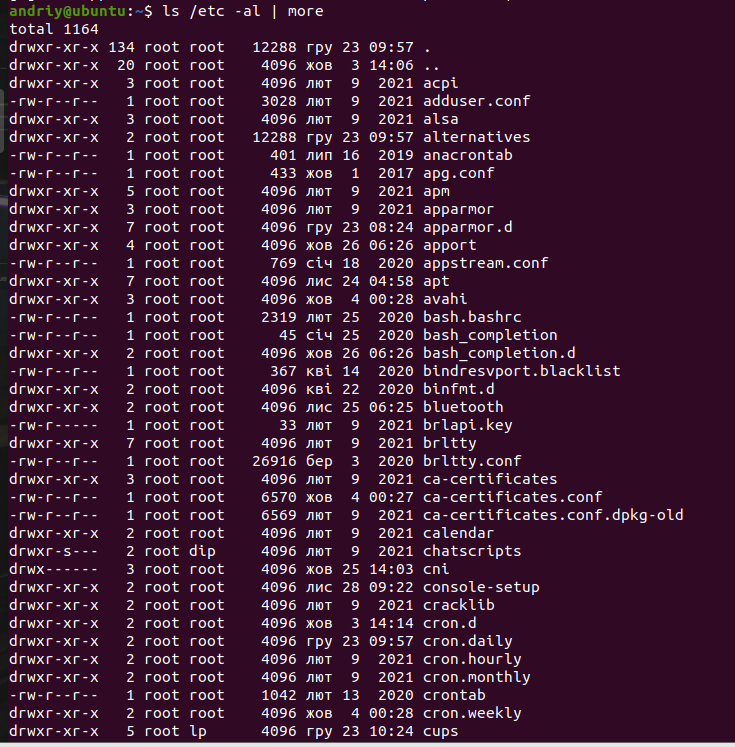 andriy@ubuntu:~$ ls /etc -al | more
total 1164
drwxr-xr-x 134 root root   12288 гру 23 09:57 .
drwxr-xr-x  20 root root    4096 жов  3 14:06 ..
drwxr-xr-x   3 root root    4096 лют  9  2021 acpi
-rw-r--r--   1 root root    3028 лют  9  2021 adduser.conf
drwxr-xr-x   3 root root    4096 лют  9  2021 alsa
drwxr-xr-x   2 root root   12288 гру 23 09:57 alternatives
-rw-r--r--   1 root root     401 лип 16  2019 anacrontab
-rw-r--r--   1 root root     433 жов  1  2017 apg.conf
drwxr-xr-x   5 root root    4096 лют  9  2021 apm
drwxr-xr-x   3 root root    4096 лют  9  2021 apparmor
drwxr-xr-x   7 root root    4096 гру 23 08:24 apparmor.d
drwxr-xr-x   4 root root    4096 жов 26 06:26 apport
-rw-r--r--   1 root root     769 січ 18  2020 appstream.conf
drwxr-xr-x   7 root root    4096 лис 24 04:58 apt
drwxr-xr-x   3 root root    4096 жов  4 00:28 avahi
-rw-r--r--   1 root root    2319 лют 25  2020 bash.bashrc
-rw-r--r--   1 root root      45 січ 25  2020 bash_completion
drwxr-xr-x   2 root root    4096 жов 26 06:26 bash_completion.d
-rw-r--r--   1 root root     367 кві 14  2020 bindresvport.blacklist
drwxr-xr-x   2 root root    4096 кві 22  2020 binfmt.d
drwxr-xr-x   2 root root    4096 лис 25 06:25 bluetooth
-rw-r-----   1 root root      33 лют  9  2021 brlapi.key
drwxr-xr-x   7 root root    4096 лют  9  2021 brltty
-rw-r--r--   1 root root   26916 бер  3  2020 brltty.conf
drwxr-xr-x   3 root root    4096 лют  9  2021 ca-certificates
-rw-r--r--   1 root root    6570 жов  4 00:27 ca-certificates.conf
-rw-r--r--   1 root root    6569 лют  9  2021 ca-certificates.conf.dpkg-old
drwxr-xr-x   2 root root    4096 лют  9  2021 calendar
drwxr-s---   2 root dip     4096 лют  9  2021 chatscripts
drwx------   3 root root    4096 жов 25 14:03 cni
drwxr-xr-x   2 root root    4096 лис 28 09:22 console-setup
drwxr-xr-x   2 root root    4096 лют  9  2021 cracklib
drwxr-xr-x   2 root root    4096 жов  3 14:14 cron.d
drwxr-xr-x   2 root root    4096 гру 23 09:57 cron.daily
drwxr-xr-x   2 root root    4096 лют  9  2021 cron.hourly
drwxr-xr-x   2 root root    4096 лют  9  2021 cron.monthly
-rw-r--r--   1 root root    1042 лют 13  2020 crontab
drwxr-xr-x   2 root root    4096 жов  4 00:28 cron.weekly
drwxr-xr-x   5 root lp      4096 гру 23 10:24 cups